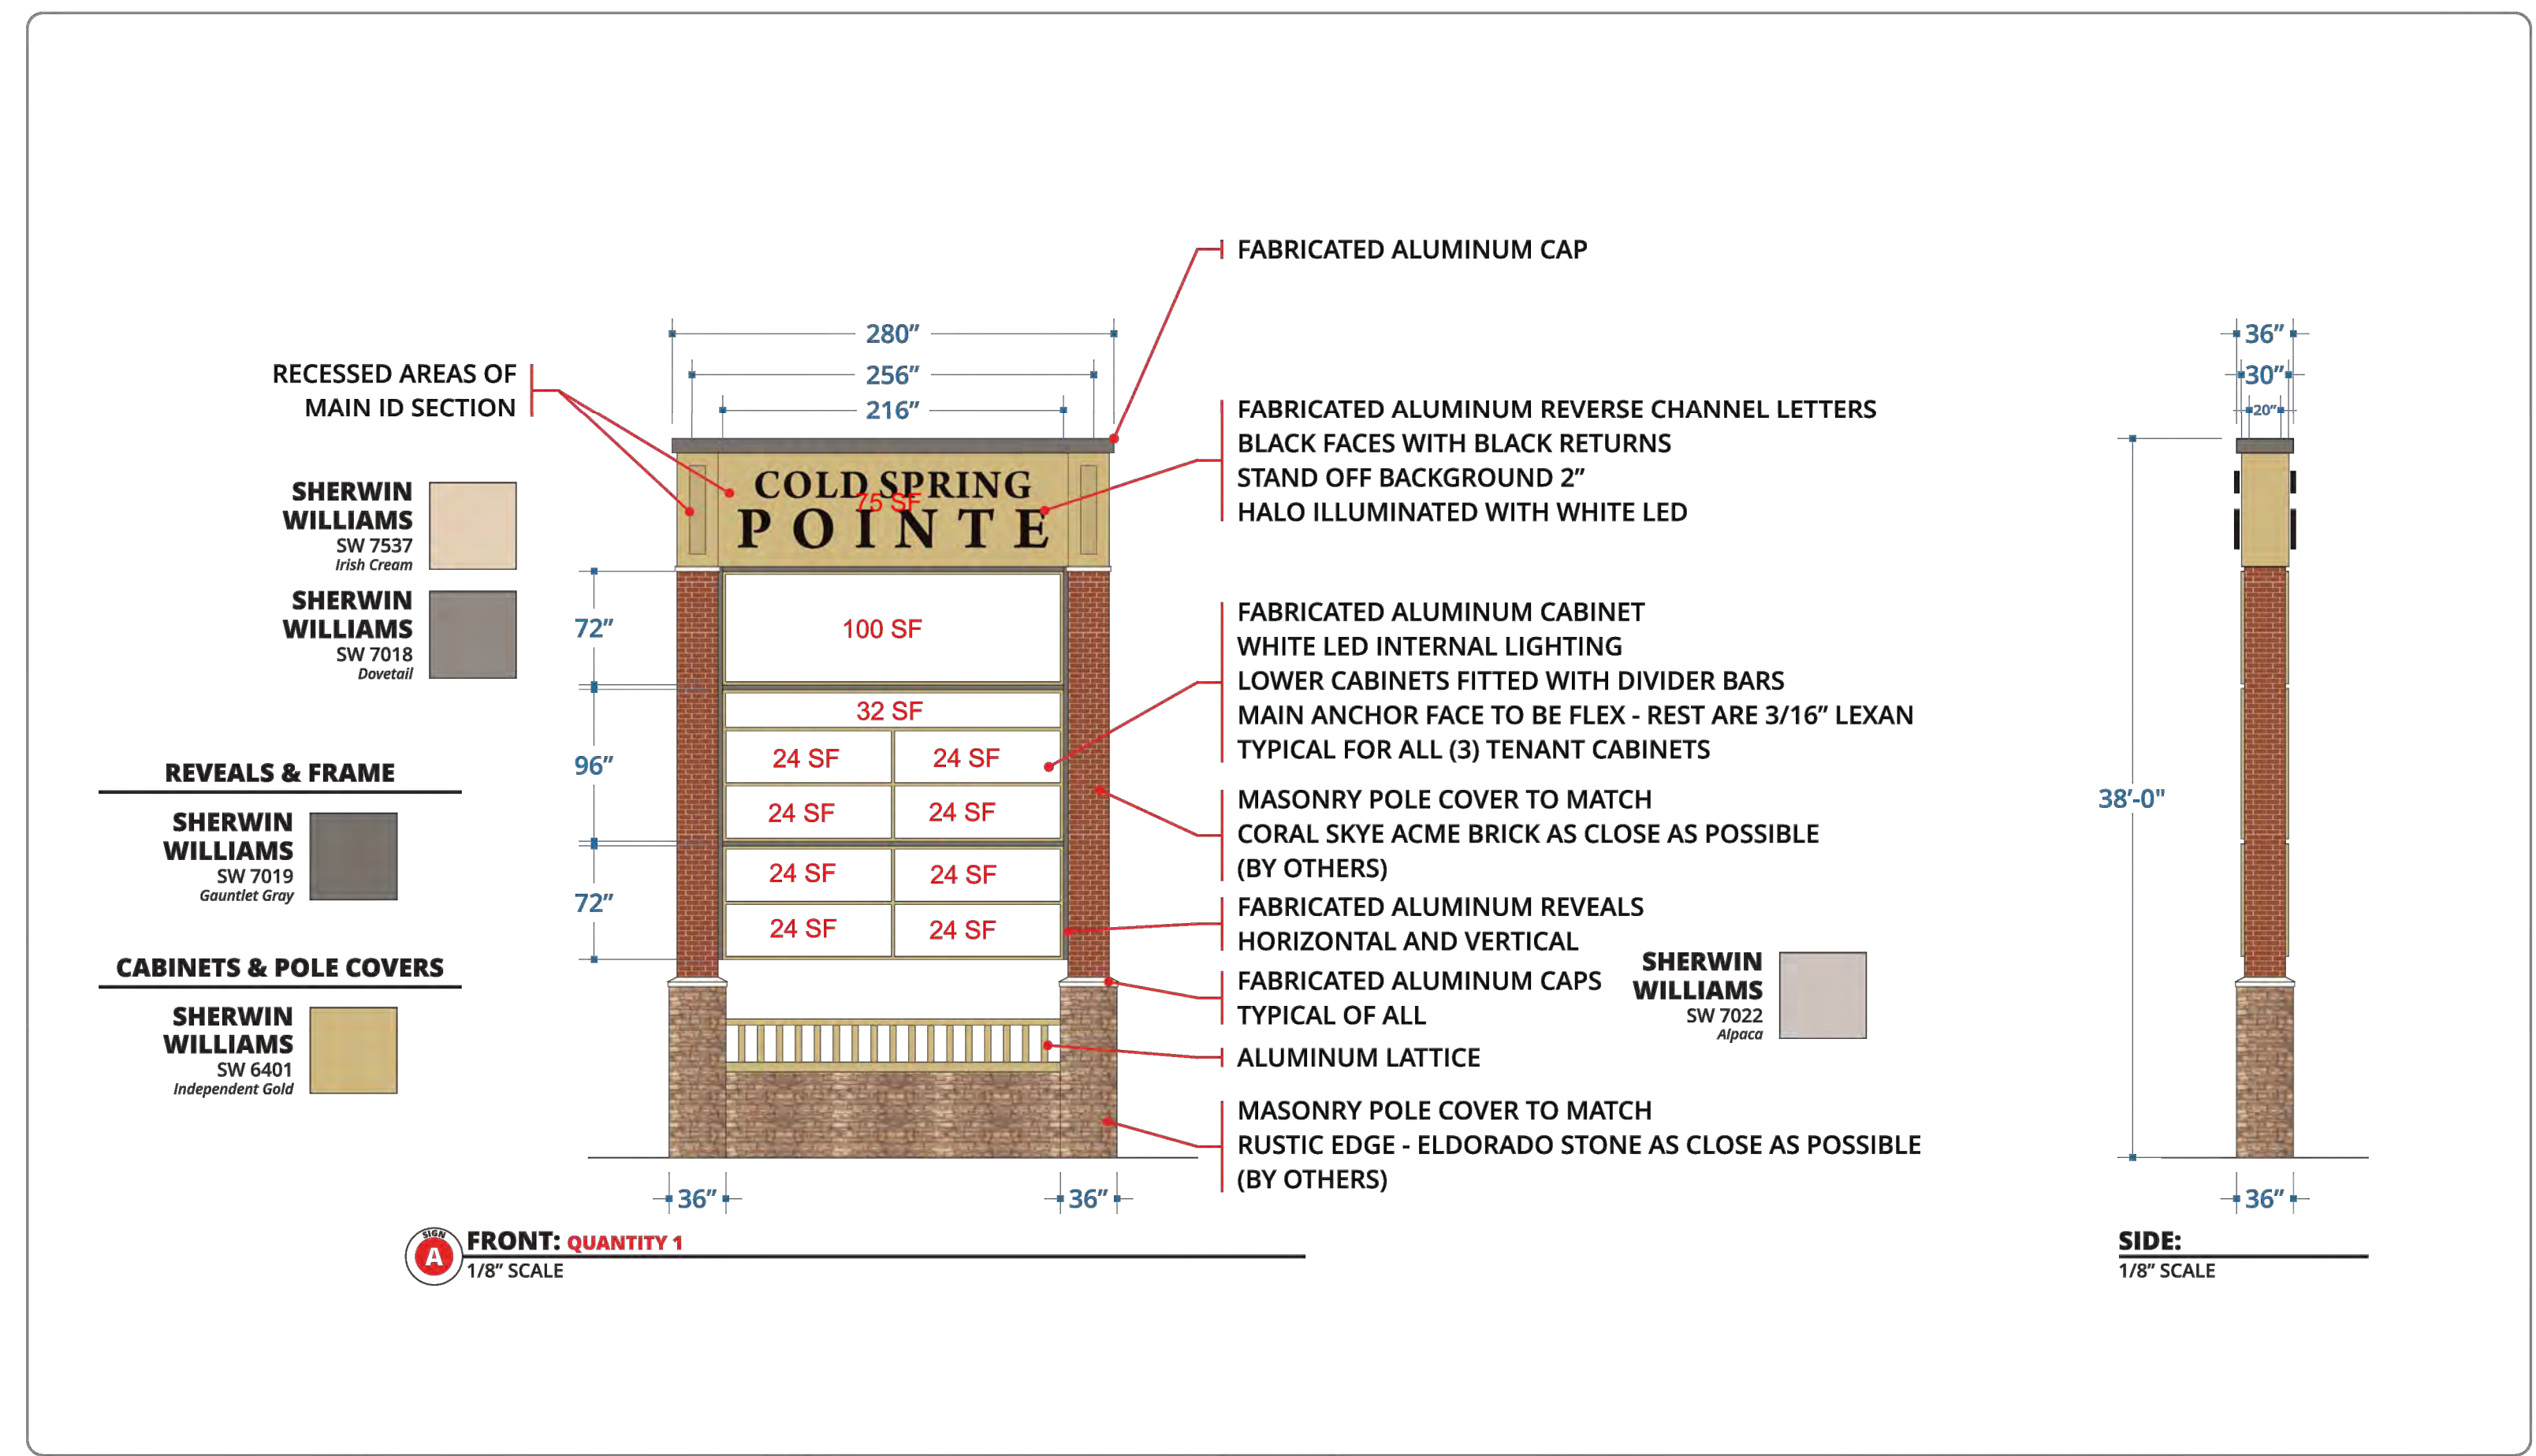 FABRICATED ALUMINUM CAP
280”
256”
216”
RECESSED AREAS OF
MAIN ID SECTION
FABRICATED ALUMINUM REVERSE CHANNEL LETTERS
BLACK FACES WITH BLACK RETURNS
STAND OFF BACKGROUND 2”
HALO ILLUMINATED WITH WHITE LED
COLD SPRING
75 SF
POINTE
SHERWIN
WILLIAMS
SW 7537
Irish Cream
SHERWIN
WILLIAMS
SW 7018
Dovetail
72”
96”
72”
100 SF
32 SF
24 SF 24 SF
24 SF 24 SF
24 SF 24 SF
24 SF 24 SF
FABRICATED ALUMINUM CABINET
WHITE LED INTERNAL LIGHTING
LOWER CABINETS FITTED WITH DIVIDER BARS
MAIN ANCHOR FACE TO BE FLEX - REST ARE 3/16” LEXAN
TYPICAL FOR ALL (3) TENANT CABINETS
MASONRY POLE COVER TO MATCH
CORAL SKYE ACME BRICK AS CLOSE AS POSSIBLE
(BY OTHERS)
FABRICATED ALUMINUM REVEALS
HORIZONTAL AND VERTICAL
FABRICATED ALUMINUM CAPS
TYPICAL OF ALL
SHERWIN
WILLIAMS
SW 7022
Alpaca
ALUMINUM LATTICE
MASONRY POLE COVER TO MATCH
RUSTIC EDGE - ELDORADO STONE AS CLOSE AS POSSIBLE
(BY OTHERS)
REVEALS & FRAME
SHERWIN
WILLIAMS
SW 7019
Gauntlet Gray
CABINETS & POLE COVERS
SHERWIN
WILLIAMS
SW 6401
Independent Gold
36” 36”
SIGN
A
FRONT: QUANTITY 1
1/8” SCALE
36”
30”
20”
38’-0"
36”
SIDE:
1/8” SCALE